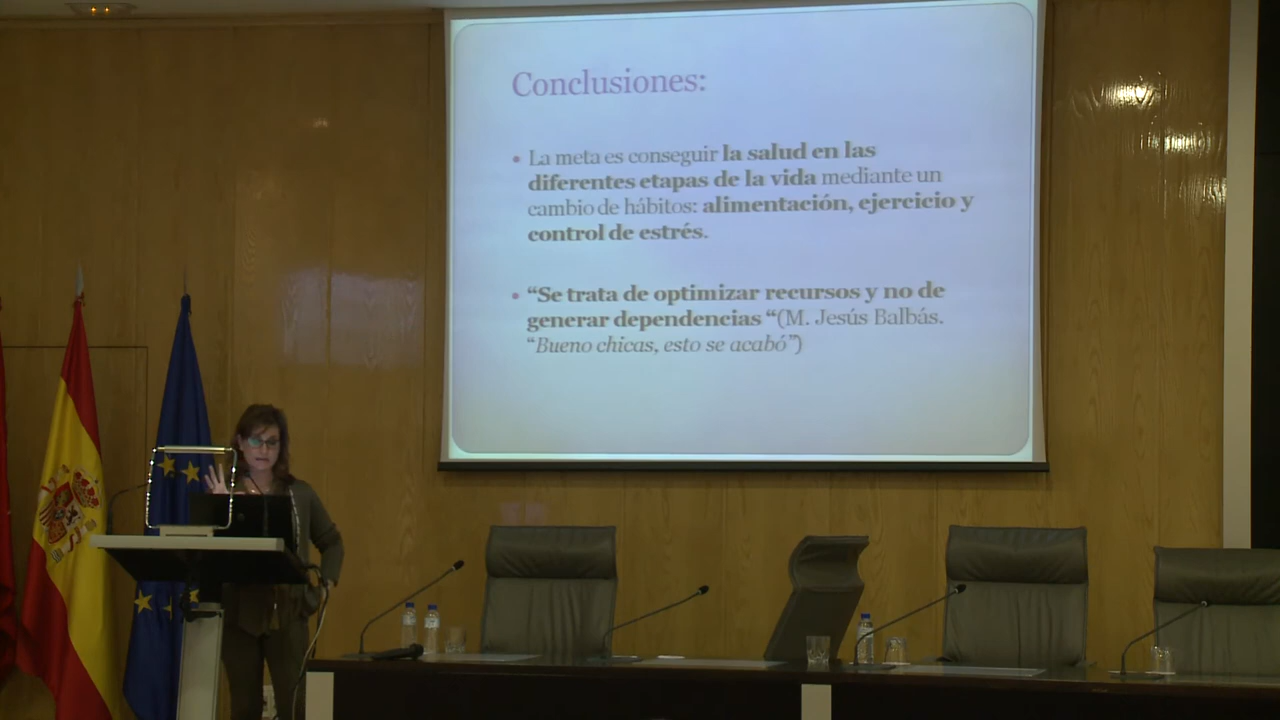 Conclusiones:
• La meta es conseguir la salud en las
diferentes etapas de la vida mediante un
cambio de hábitos: alimentación, ejercicio y
control de estrés.
• “Se trata de optimizar recursos y no de
generar dependencias “(M. Jesús Balbás.
“Bueno chicas, esto se acabó”)